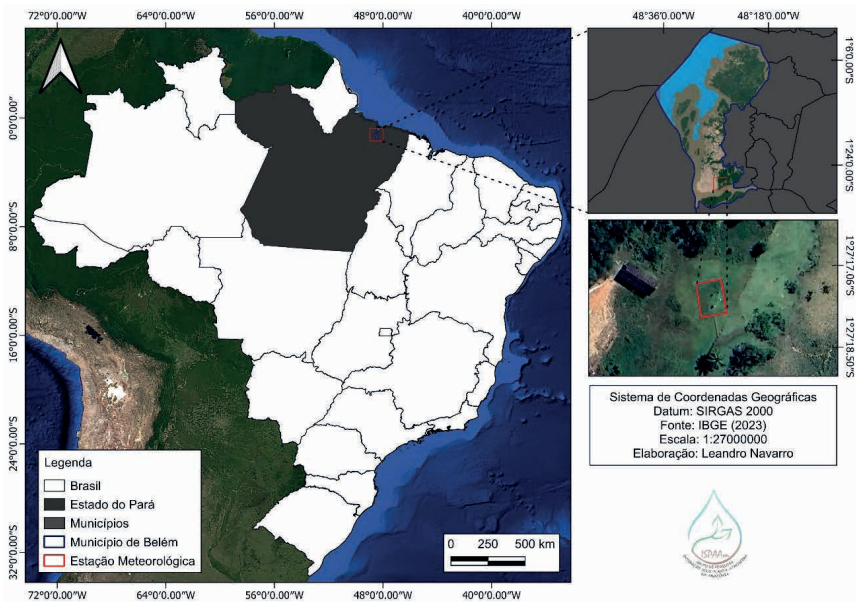 72°0'0.00"W 64°0'0.00"W 56°0'0.00"W 48°0'0.00"W 40°0'0.00"W
48°36'0.00"W 48°18'0.00"W
0°0'0.00"
8°0'0.00"S
16°0'0.00"S
24°0'0.00"S
32°0'0.00"S
1°6'0.00"S
1°24'0.00"S
1°27'17.06"S
1°27'18.50"S
Legenda
Brasil
Estado do Pará
Municípios
Município de Belém
Estação Meteorológica
0 250 500 km
72°0'0.00"W 64°0'0.00"W 56°0'0.00"W 48°0'0.00"W 40°0'0.00"W
Sistema de Coordenadas Geográficas
Datum: SIRGAS 2000
Fonte: IBGE (2023)
Escala: 1:27000000
Elaboração: Leandro Navarro
ISPAAm